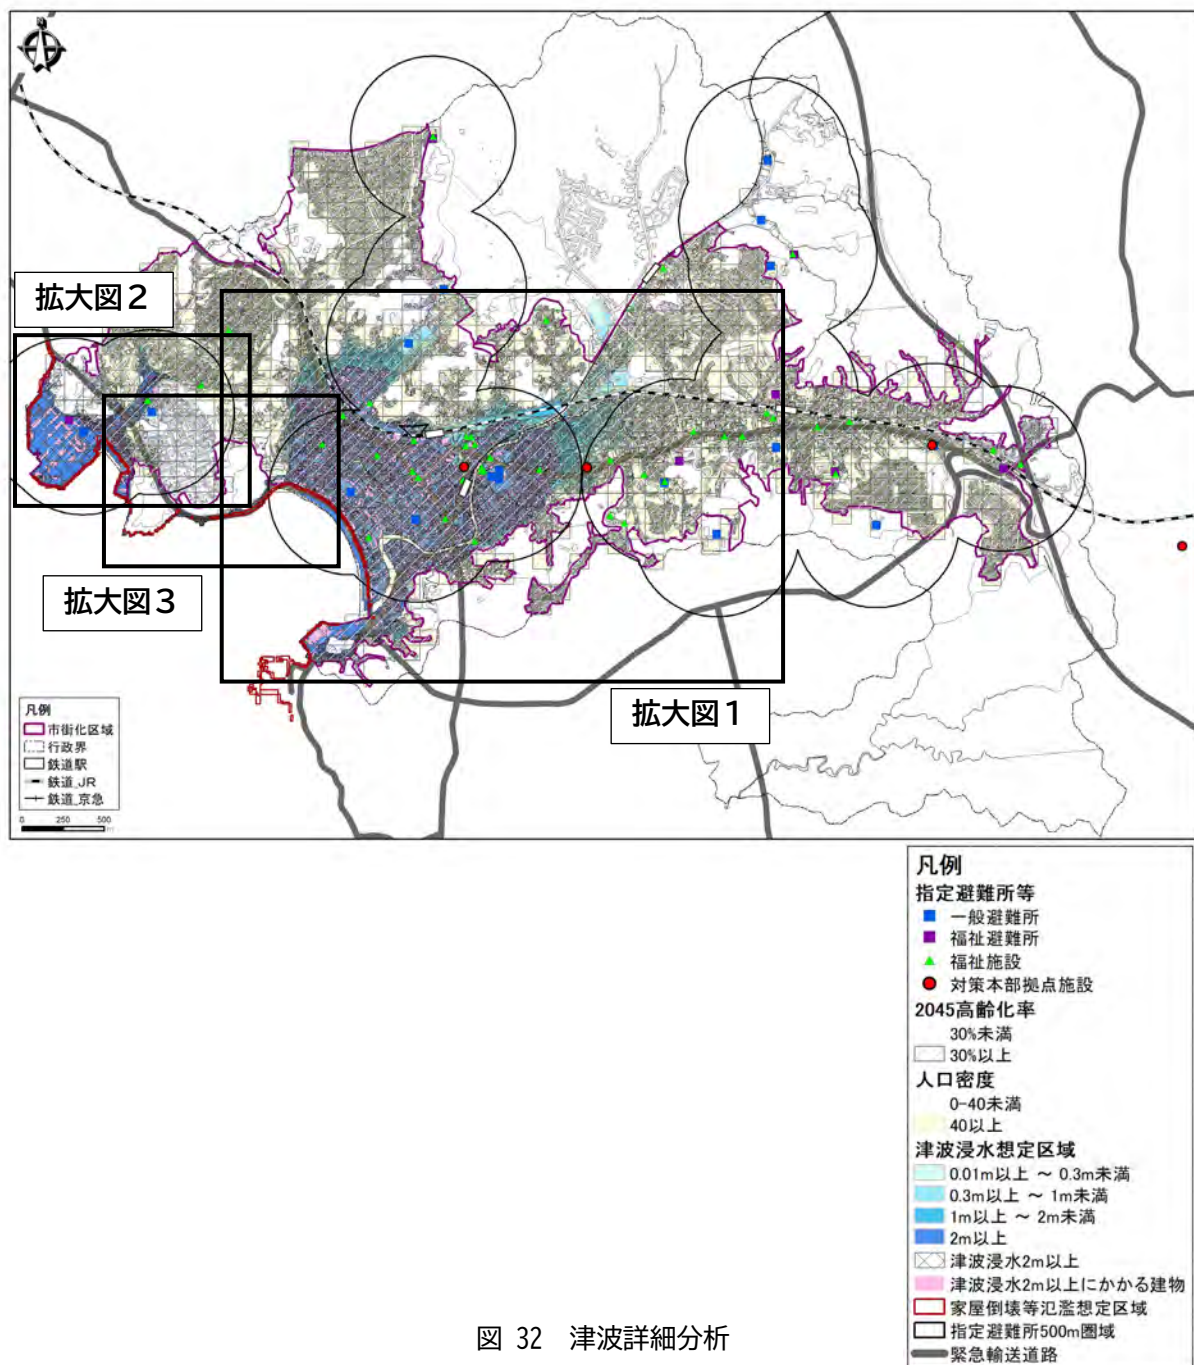 拡大図2
拡大図3
拡大図1
凡例
市街化区域
行政界
鉄道駅
鉄道_JR
鉄道_京急
0 250 500
凡例
指定避難所等
一般避難所
福祉避難所
福祉施設
対策本部拠点施設
2045高齢化率
30%未満
30%以上
人口密度
0-40未満
40以上
津波浸水想定区域
0.01m以上 ～ 0.3m未満
0.3m以上 ～ 1m未満
1m以上 ～ 2m未満
2m以上
津波浸水2m以上
津波浸水2m以上にかかる建物
家屋倒壊等氾濫想定区域
指定避難所500m圏域
緊急輸送道路
図 32 津波詳細分析